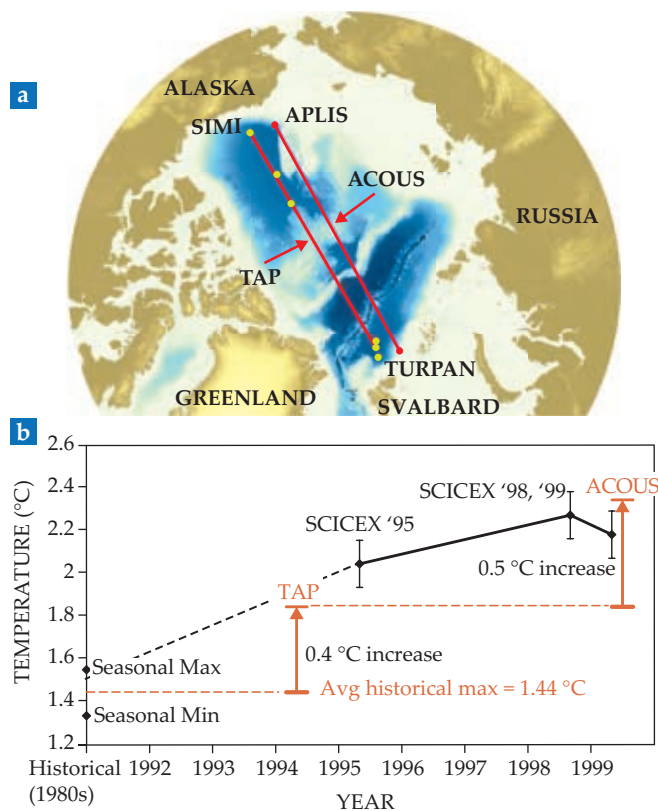 a
ALASKA
SIMI
APLIS
ACOUS
RUSSIA
TAP
TURPAN
GREENLAND
SVALBARD
b
2.6
2.4
2.2
2
1.8
1.6
1.4
1.2
TEMPERATURE (°C)
SCICEX ‘95
SCICEX ‘98, ‘99
ACOUS
0.5 °C increase
TAP
0.4 °C increase
Seasonal Max
Avg historical max = 1.44 °C
Seasonal Min
Historical 1992 1993 1994 1995 1996 1997 1998 1999
(1980s)
YEAR